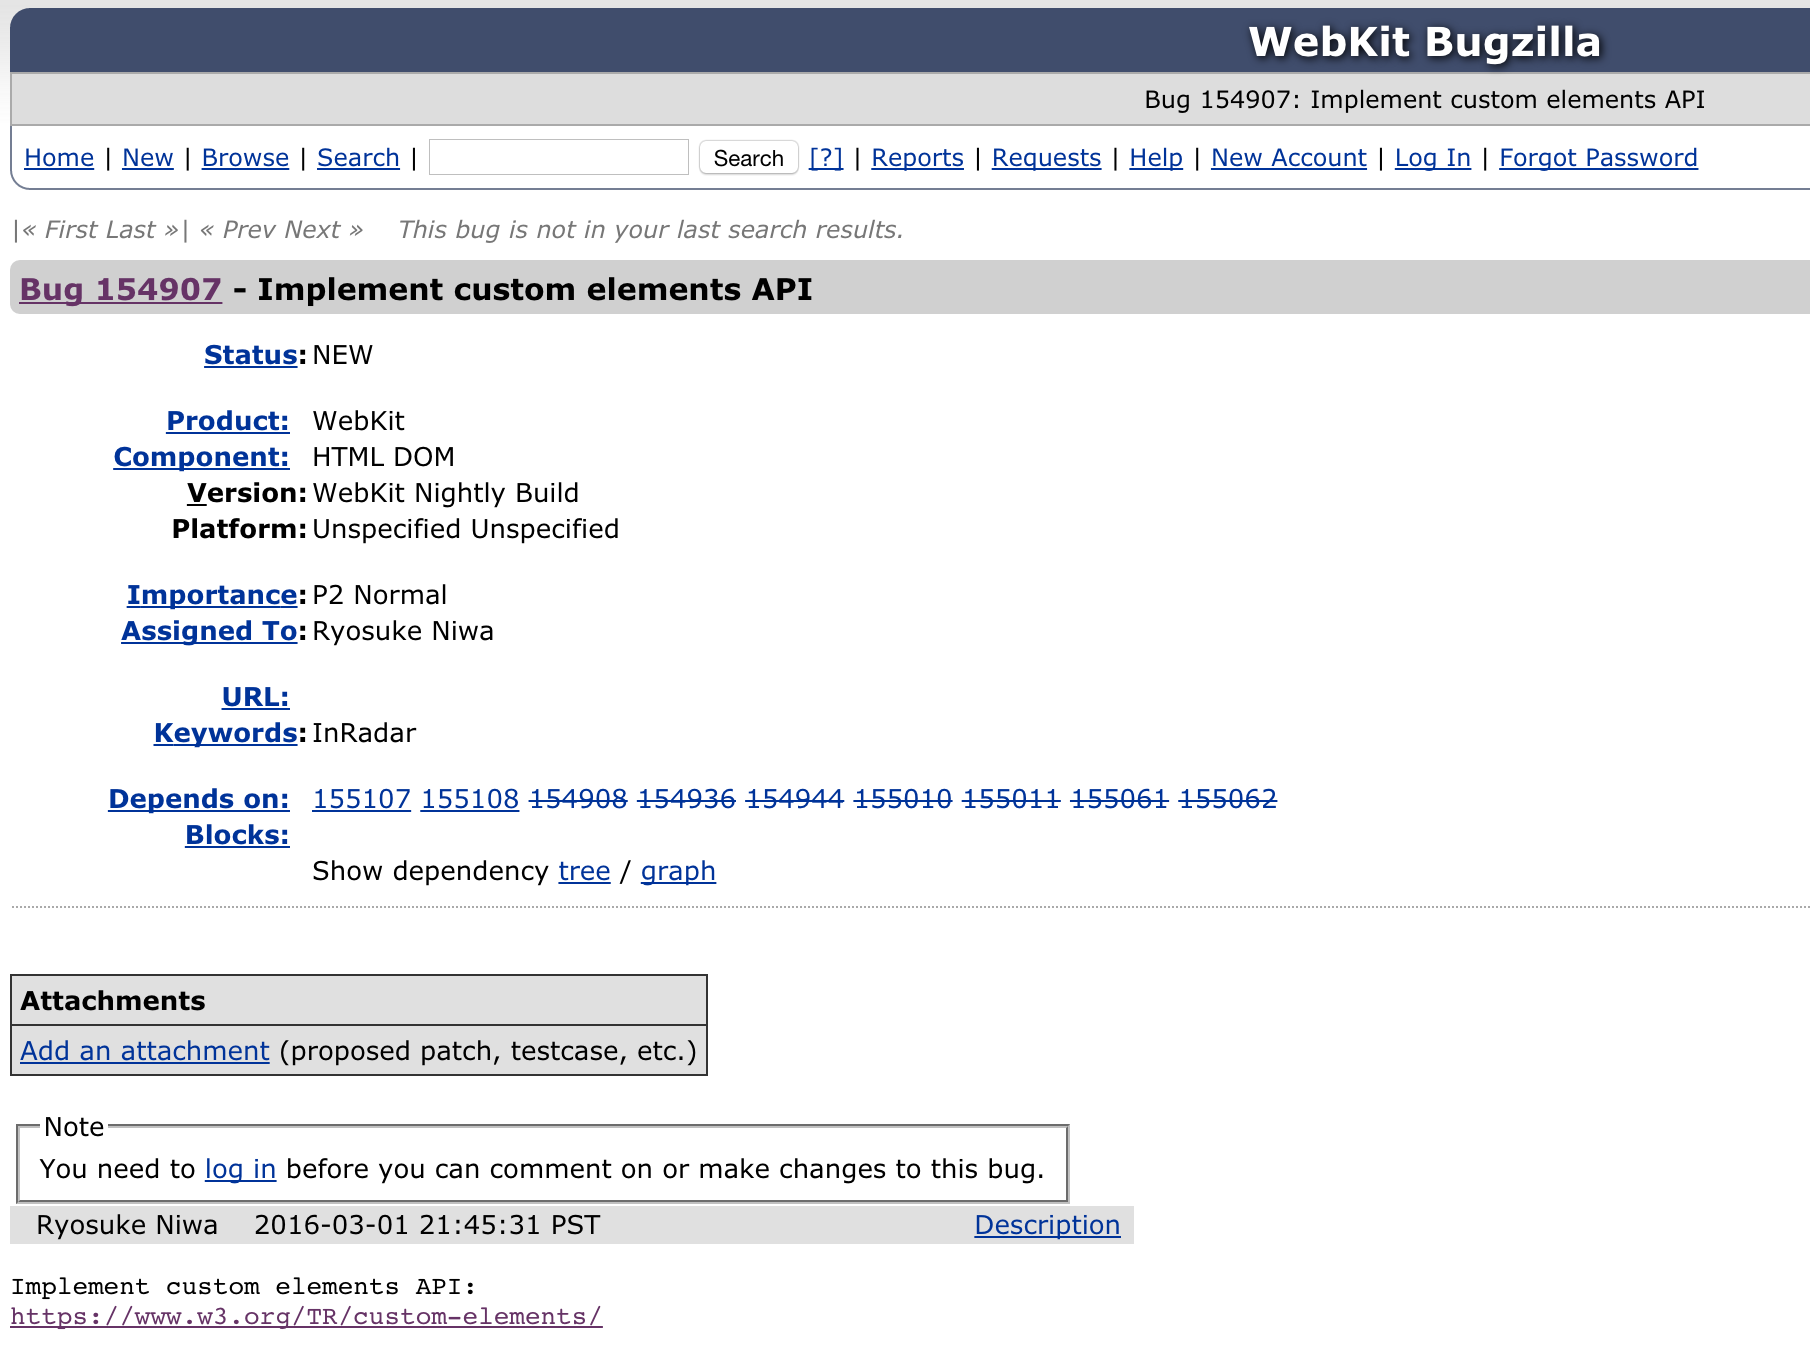 WebKit Bugzilla
Bug 154907: Implement custom elements API
Home | New | Browse | Search | Search [?] | Reports | Requests | Help | New Account | Log In | Forgot Password
|« First Last »| « Prev Next » This bug is not in your last search results.
Bug 154907 - Implement custom elements API
Status: NEW
Product: WebKit
Component: HTML DOM
Version: WebKit Nightly Build
Platform: Unspecified Unspecified
Importance: P2 Normal
Assigned To: Ryosuke Niwa
URL:
Keywords: InRadar
Depends on: 155107 155108 154908 154936 154944 155010 155011 155061 155062
Blocks:
Show dependency tree / graph
Attachments
Add an attachment (proposed patch, testcase, etc.)
Note
You need to log in before you can comment on or make changes to this bug.
Ryosuke Niwa 2016-03-01 21:45:31 PST Description
Implement custom elements API:
https://www.w3.org/TR/custom-elements/